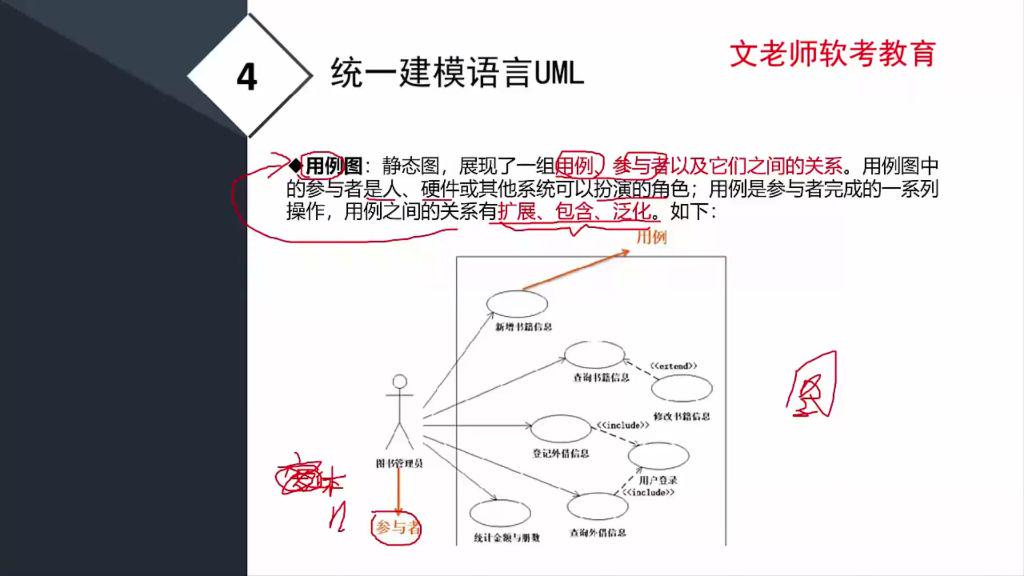 4
统一建模语言UML
文老师软考教育
◆用例图：静态图，展现了一组用例、参与者以及它们之间的关系。用例图中
的参与者是人、硬件或其他系统可以扮演的角色；用例是参与者完成的一系列
操作，用例之间的关系有扩展、包含、泛化。如下：
用例
新增书籍信息
<<extend>>
查询书籍信息
修改书籍信息
<<include>>
登记外借信息
图书管理员
用户登录
<<include>>
参与者
统计金额与册数
查询外借信息